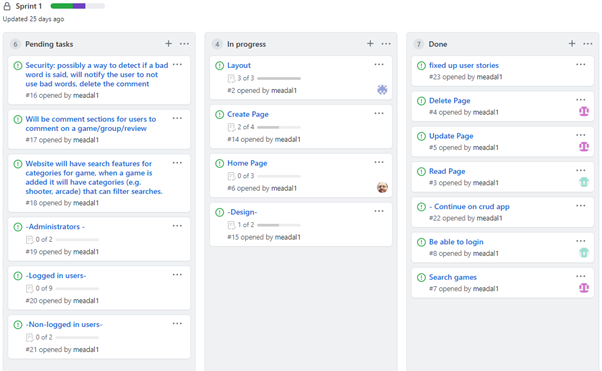 Sprint 1
Updated 25 days ago
6 Pending tasks
Security: possibly a way to detect if a bad
word is said, will notify the user to not
use bad words, delete the comment
#16 opened by meadal1
Will be comment sections for users to
comment on a game/group/review
#17 opened by meadal1
Website will have search features for
categories for game, when a game is
added it will have categories (e.g.
shooter, arcade) that can filter searches.
#18 opened by meadal1
-Administrators -
0 of 2
#19 opened by meadal1
-Logged in users-
0 of 9
#20 opened by meadal1
-Non-logged in users-
0 of 2
#21 opened by meadal1
4 In progress
Layout
3 of 3
#2 opened by meadal1
Create Page
2 of 4
#14 opened by meadal1
Home Page
0 of 3
#6 opened by meadal1
-Design-
1 of 2
#15 opened by meadal1
7 Done
fixed up user stories
#23 opened by meadal1
Delete Page
#4 opened by meadal1
Update Page
#5 opened by meadal1
Read Page
#3 opened by meadal1
- Continue on crud app
#22 opened by meadal1
Be able to login
#8 opened by meadal1
Search games
#7 opened by meadal1